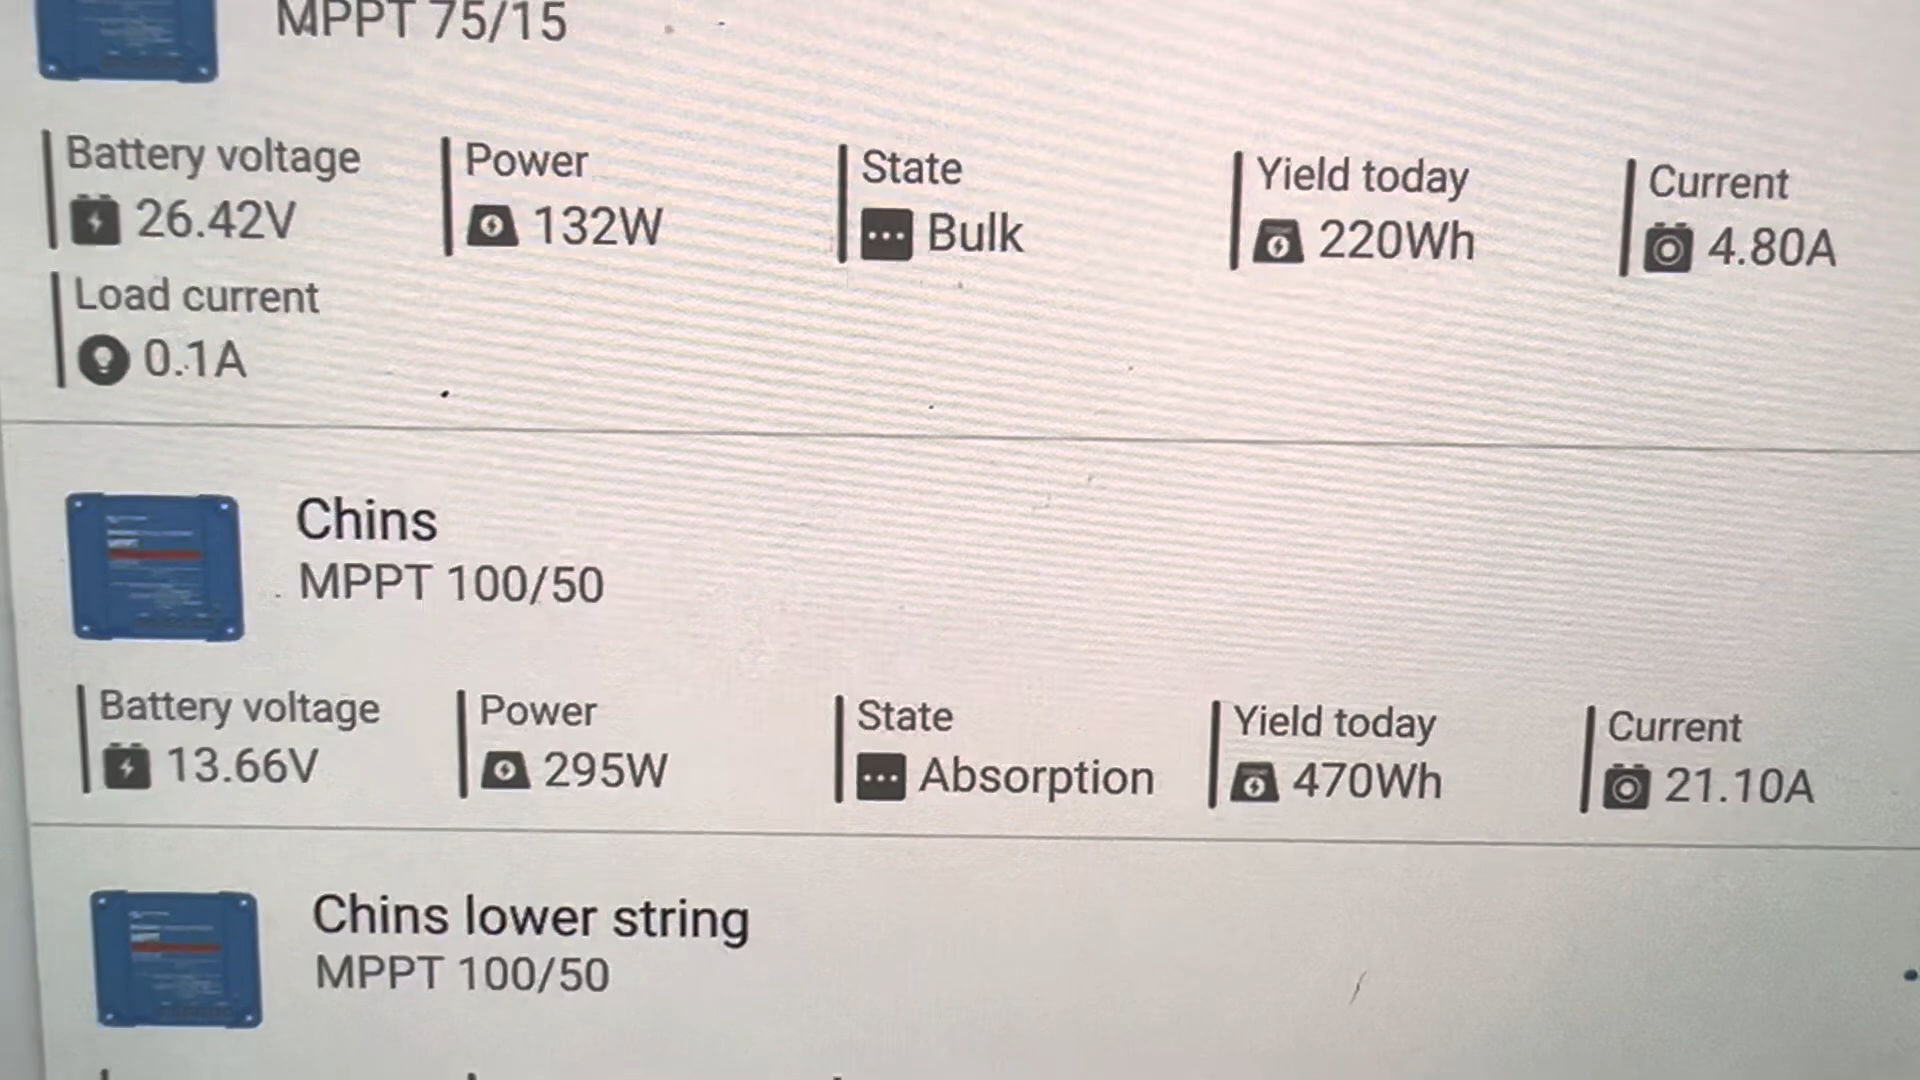 MPPT 75/15
Battery voltage
26.42V
Power
132W
State
Bulk
Yield today
220Wh
Current
4.80A
Load current
0.1A
Chins
MPPT 100/50
Battery voltage
13.66V
Power
295W
State
Absorption
Yield today
470Wh
Current
21.10A
Chins lower string
MPPT 100/50